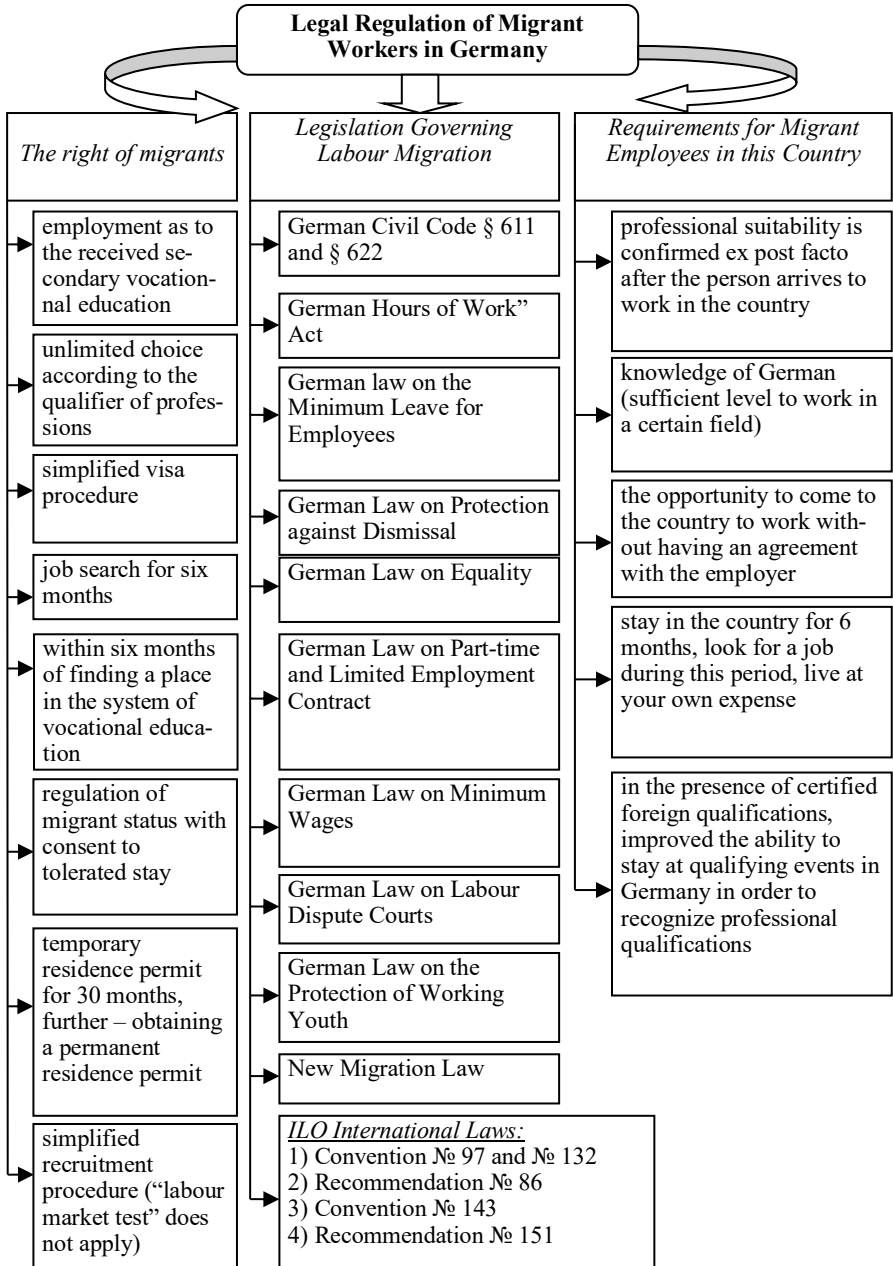 Legal Regulation of Migrant
Workers in Germany
The right of migrants
employment as to
the received se-
condary vocation-
nal education
unlimited choice
according to the
qualifier of profes-
sions
simplified visa
procedure
job search for six
months
within six months
of finding a place
in the system of
vocational educa-
tion
regulation of
migrant status with
consent to
tolerated stay
temporary
residence permit
for 30 months,
further – obtaining
a permanent
residence permit
simplified
recruitment
procedure (“labour
market test” does
not apply)
Legislation Governing
Labour Migration
German Civil Code § 611
and § 622
German Hours of Work”
Act
German law on the
Minimum Leave for
Employees
German Law on Protection
against Dismissal
German Law on Equality
German Law on Part-time
and Limited Employment
Contract
German Law on Minimum
Wages
German Law on Labour
Dispute Courts
German Law on the
Protection of Working
Youth
New Migration Law
ILO International Laws:
1) Convention № 97 and № 132
2) Recommendation № 86
3) Convention № 143
4) Recommendation № 151
Requirements for Migrant
Employees in this Country
professional suitability is
confirmed ex post facto
after the person arrives to
work in the country
knowledge of German
(sufficient level to work in
a certain field)
the opportunity to come to
the country to work with-
out having an agreement
with the employer
stay in the country for 6
months, look for a job
during this period, live at
your own expense
in the presence of certified
foreign qualifications,
improved the ability to
stay at qualifying events in
Germany in order to
recognize professional
qualifications